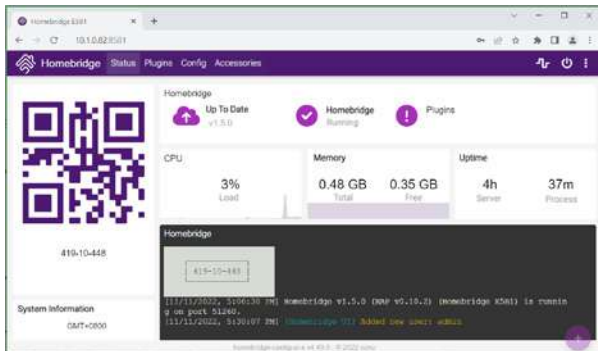 Homebridge E581
10.1.0.82:8581
Homebridge Status Plugins Config Accessories
Homebridge
Up To Date
v1.5.0
Homebridge
Running
Plugins
CPU
3%
Load
Memory
0.48 GB
Total
0.35 GB
Free
Uptime
4h
Server
37m
Process
419-10-448
Homebridge
419-10-448
[11/11/2022, 5:06:30 PM] Homebridge v1.5.0 (HAP v0.10.2) (Homebridge E581) is runnin
g on port 51260.
[11/11/2022, 5:30:07 PM] [Homebridge UI] Added new user: admin
System Information
GMT+0800